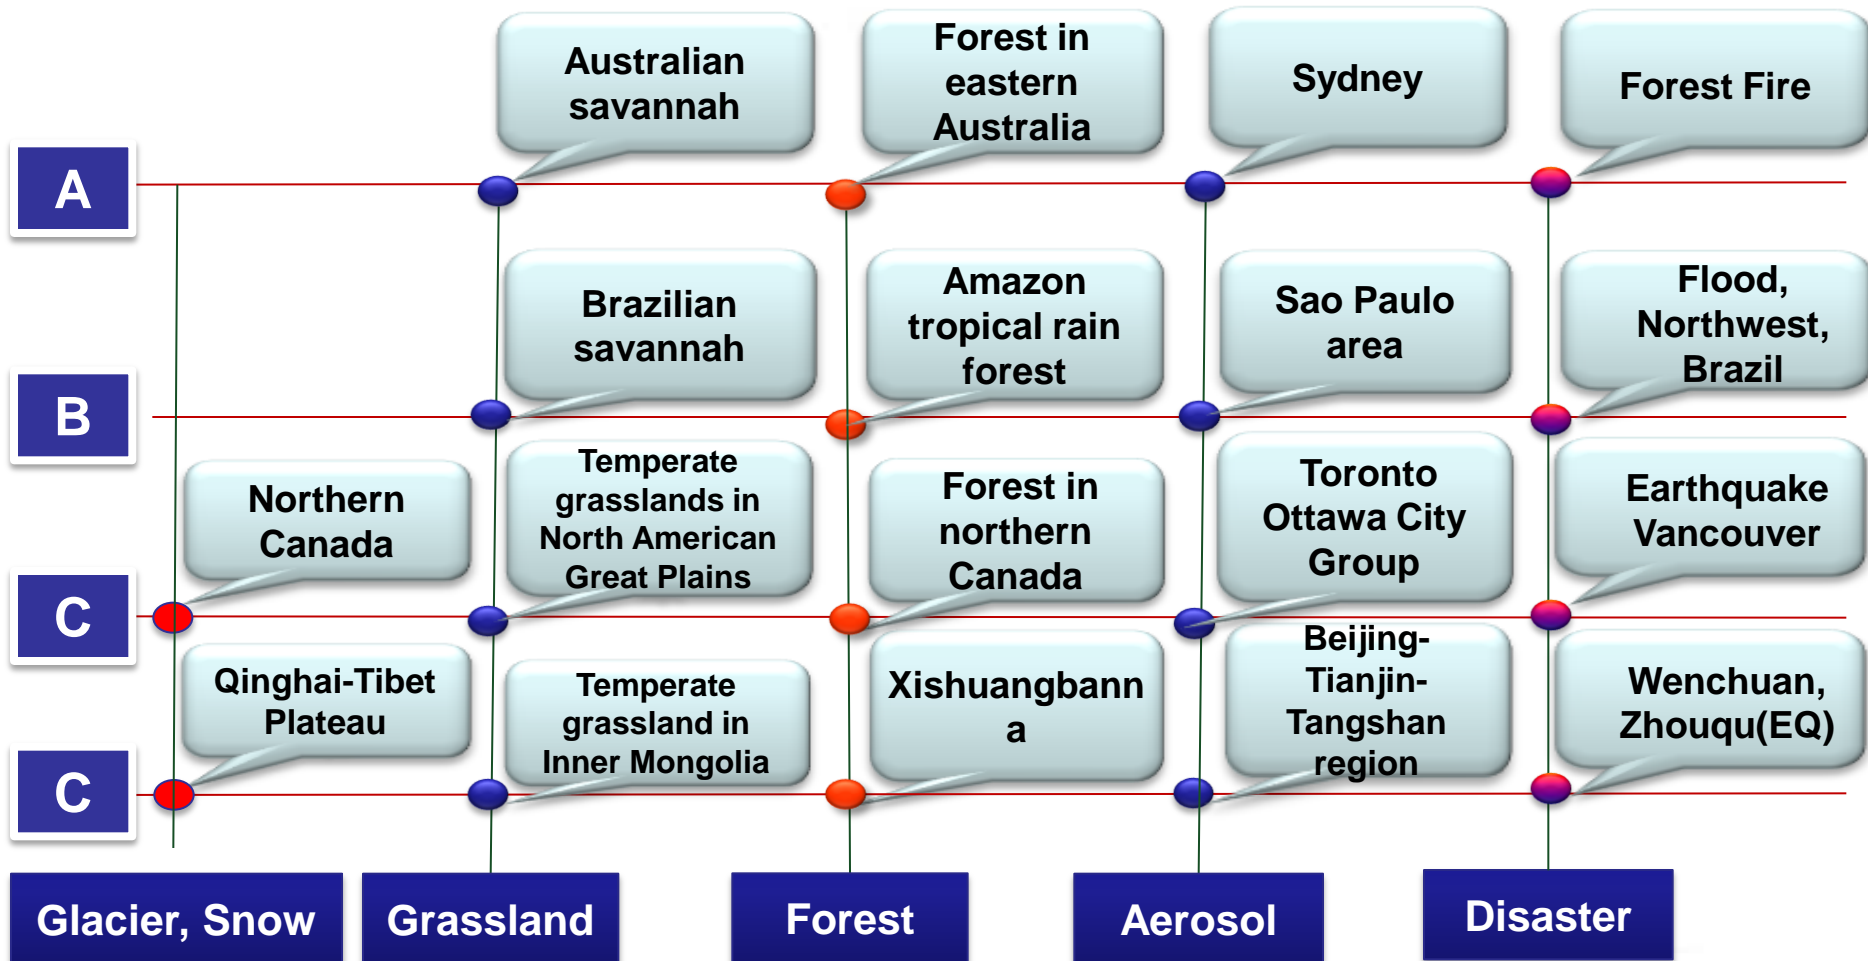 Australian
savannah
Forest in
eastern
Australia
Sydney
Forest Fire
A
Brazilian
savannah
Amazon
tropical rain
forest
Sao Paulo
area
Flood,
Northwest,
Brazil
B
Northern
Canada
Temperate
grasslands in
North American
Great Plains
Forest in
northern
Canada
Toronto
Ottawa City
Group
Earthquake
Vancouver
C
Qinghai-Tibet
Plateau
Temperate
grassland in
Inner Mongolia
Xishuangbann
a
Beijing-
Tianjin-
Tangshan
region
Wenchuan,
Zhouqu(EQ)
C
Glacier, Snow
Grassland
Forest
Aerosol
Disaster